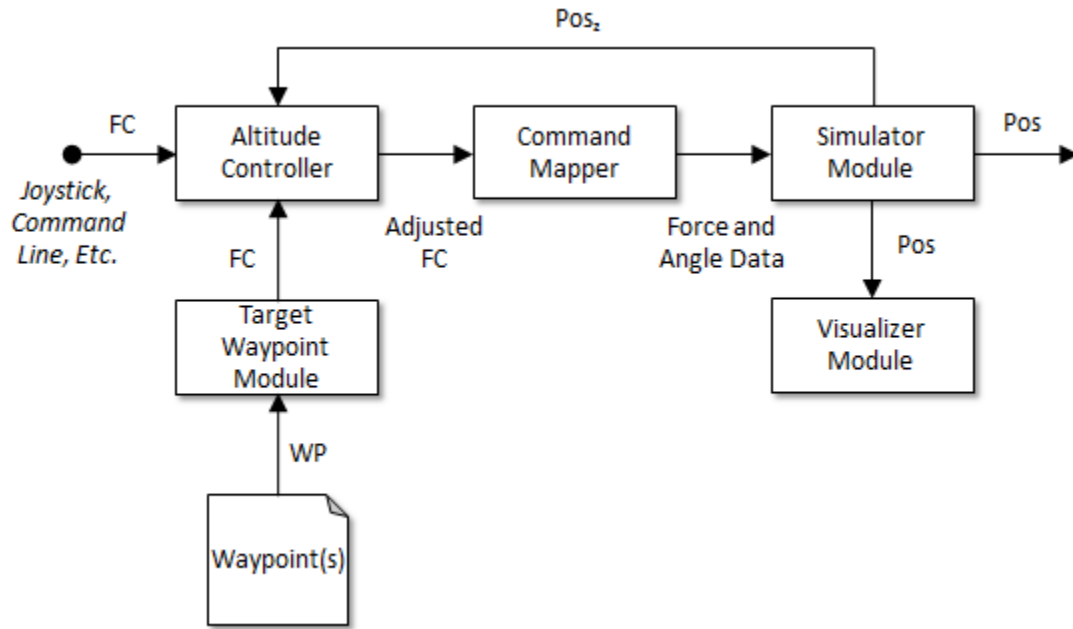 Pos₂
FC
Altitude
Controller
Command
Mapper
Simulator
Module
Pos
Joystick,
Command
Line, Etc.
FC
Adjusted
FC
Force and
Angle Data
Pos
Target
Waypoint
Module
Visualizer
Module
WP
Waypoint(s)